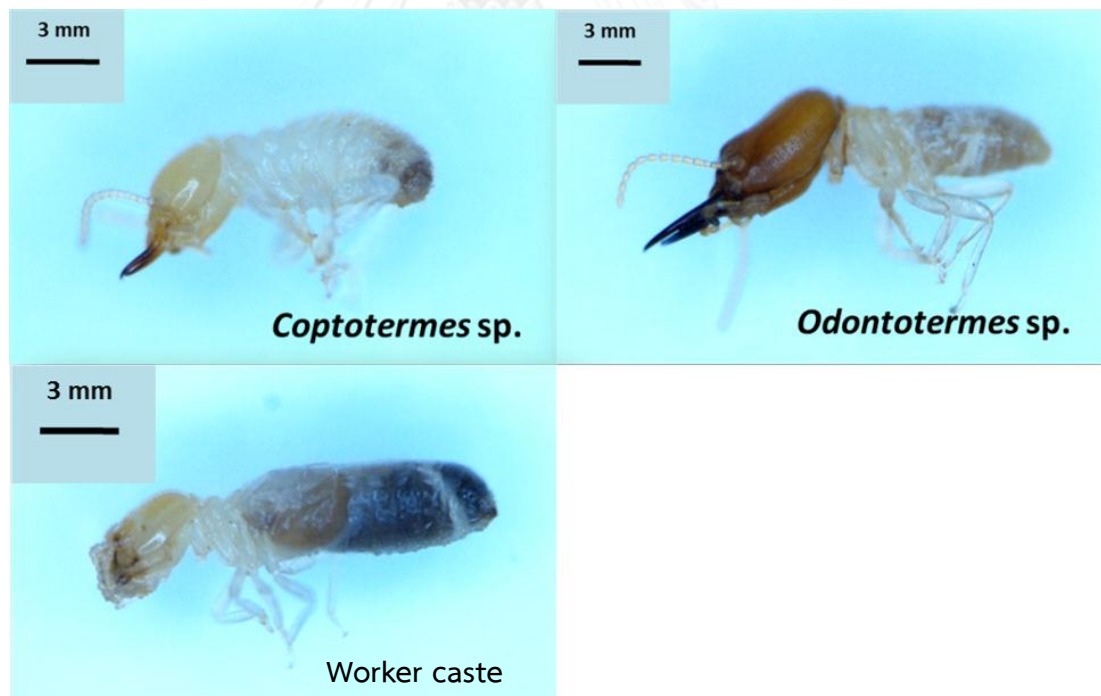 3 mm
3 mm
Coptotermes sp.
Odontotermes sp.
3 mm
Worker caste